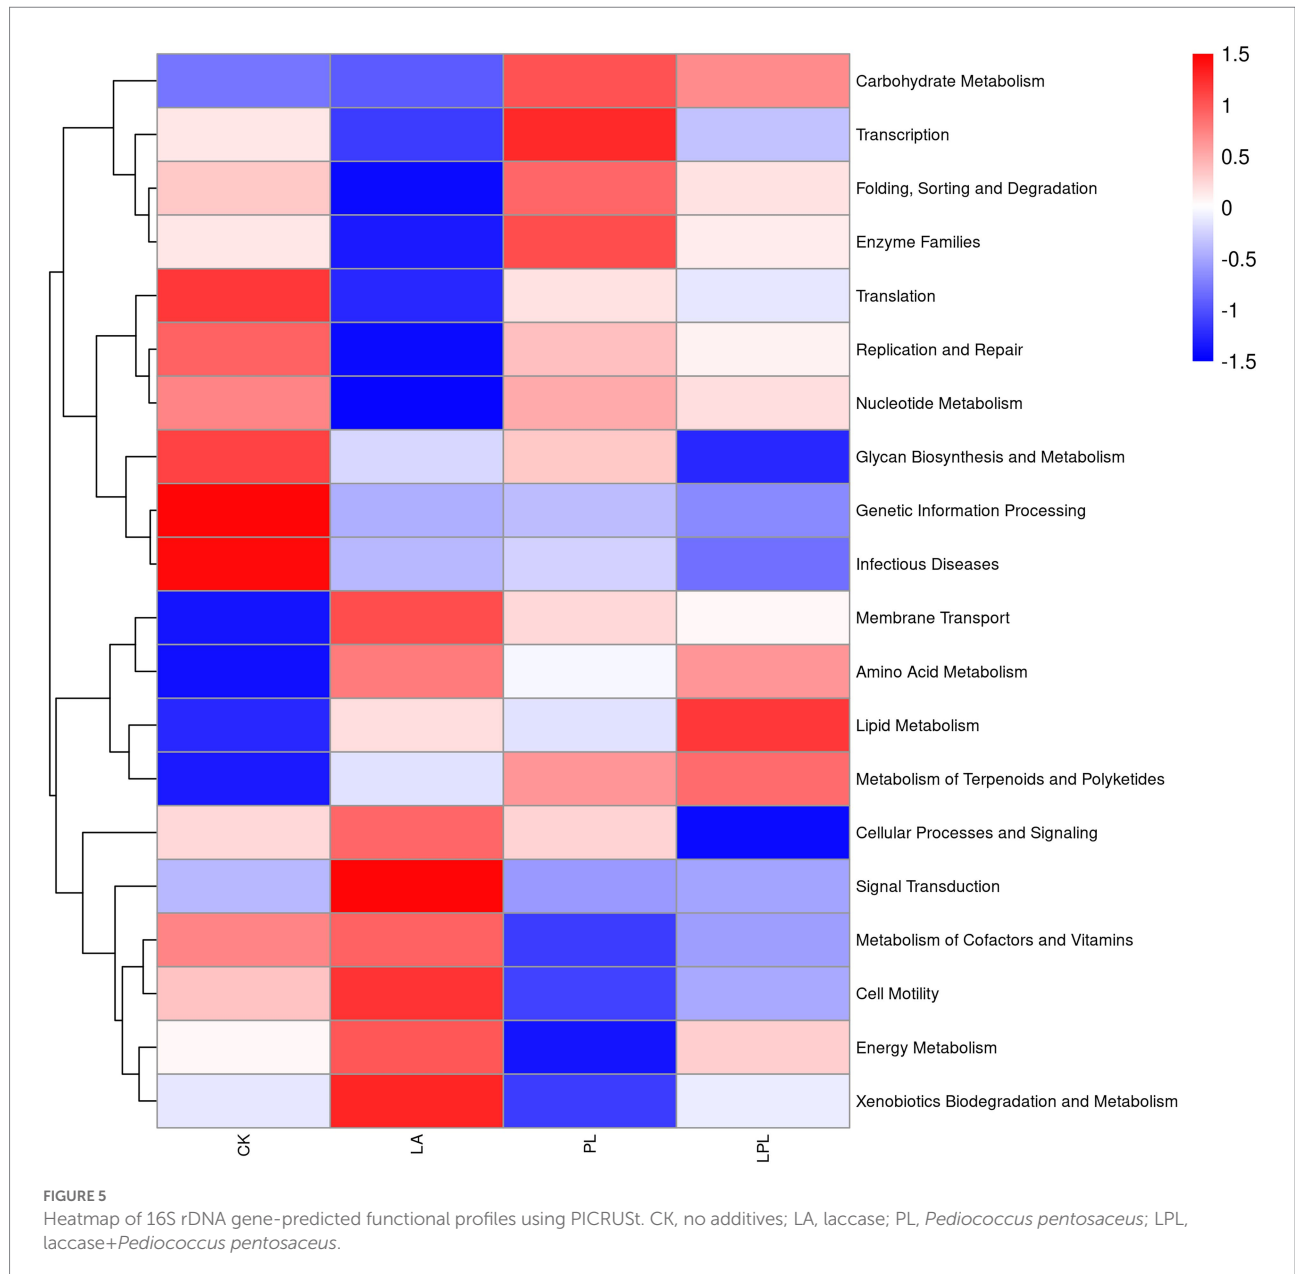 1.5
1
0.5
0
-0.5
-1
-1.5
Carbohydrate Metabolism
Transcription
Folding, Sorting and Degradation
Enzyme Families
Translation
Replication and Repair
Nucleotide Metabolism
Glycan Biosynthesis and Metabolism
Genetic Information Processing
Infectious Diseases
Membrane Transport
Amino Acid Metabolism
Lipid Metabolism
Metabolism of Terpenoids and Polyketides
Cellular Processes and Signaling
Signal Transduction
Metabolism of Cofactors and Vitamins
Cell Motility
Energy Metabolism
Xenobiotics Biodegradation and Metabolism
CK
LA
PL
LPL
FIGURE 5
Heatmap of 16S rDNA gene-predicted functional profiles using PICRUSt. CK, no additives; LA, laccase; PL, Pediococcus pentosaceus; LPL,
laccase+Pediococcus pentosaceus.